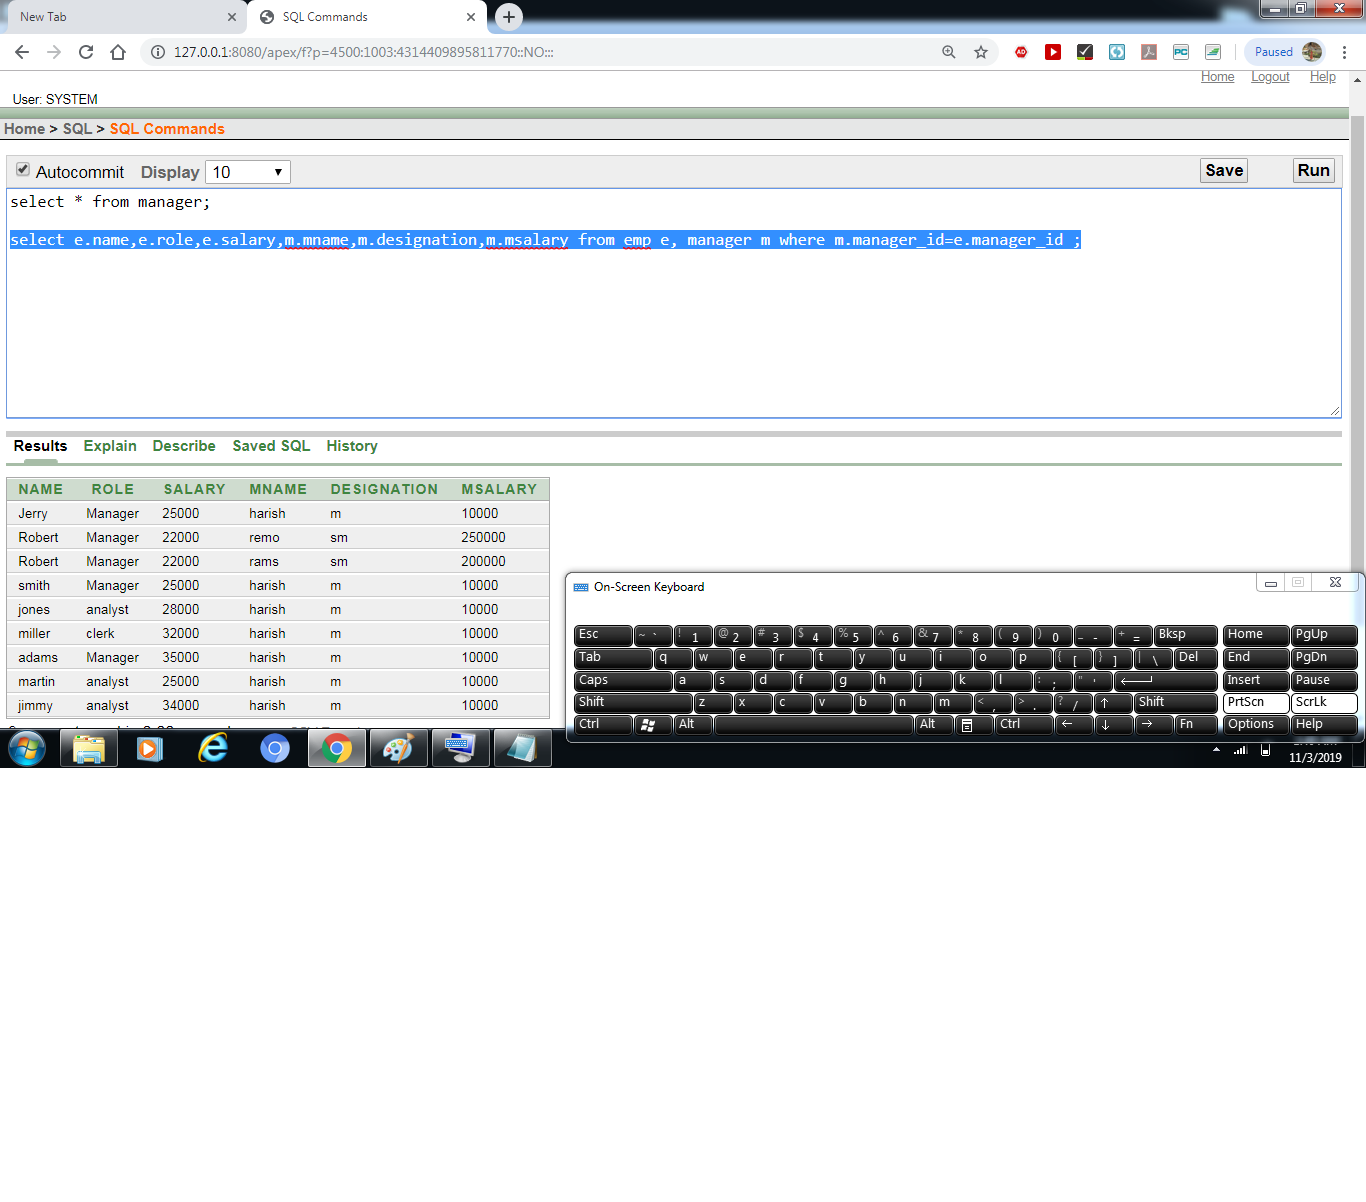 New Tab
SQL Commands
127.0.0.1:8080/apex/f?p=4500:1003:4314409895811770::NO:::
Paused
Home Logout Help
User: SYSTEM
Home > SQL > SQL Commands
Autocommit Display 10 Save Run
select * from manager;
select e.name,e.role,e.salary,m.mname,m.designation,m.msalary from emp e, manager m where m.manager_id=e.manager_id ;
Results Explain Describe Saved SQL History
NAME ROLE SALARY MNAME DESIGNATION MSALARY
Jerry Manager 25000 harish m 10000
Robert Manager 22000 remo sm 250000
Robert Manager 22000 rams sm 200000
smith Manager 25000 harish m 10000
jones analyst 28000 harish m 10000
miller clerk 32000 harish m 10000
adams Manager 35000 harish m 10000
martin analyst 25000 harish m 10000
jimmy analyst 34000 harish m 10000
On-Screen Keyboard
Esc ~ ` ! 1 @ 2 # 3 $ 4 % 5 ^ 6 & 7 * 8 ( 9 ) 0 _ - + = Bksp Home PgUp
Tab q w e r t y u i o p { [ } ] | \ Del End PgDn
Caps a s d f g h j k l : ; " ' Insert Pause
Shift z x c v b n m < , > . ? / ↑ Shift PrtScn ScrLk
Ctrl Alt Alt Ctrl ← ↓ → Fn Options Help
11/3/2019